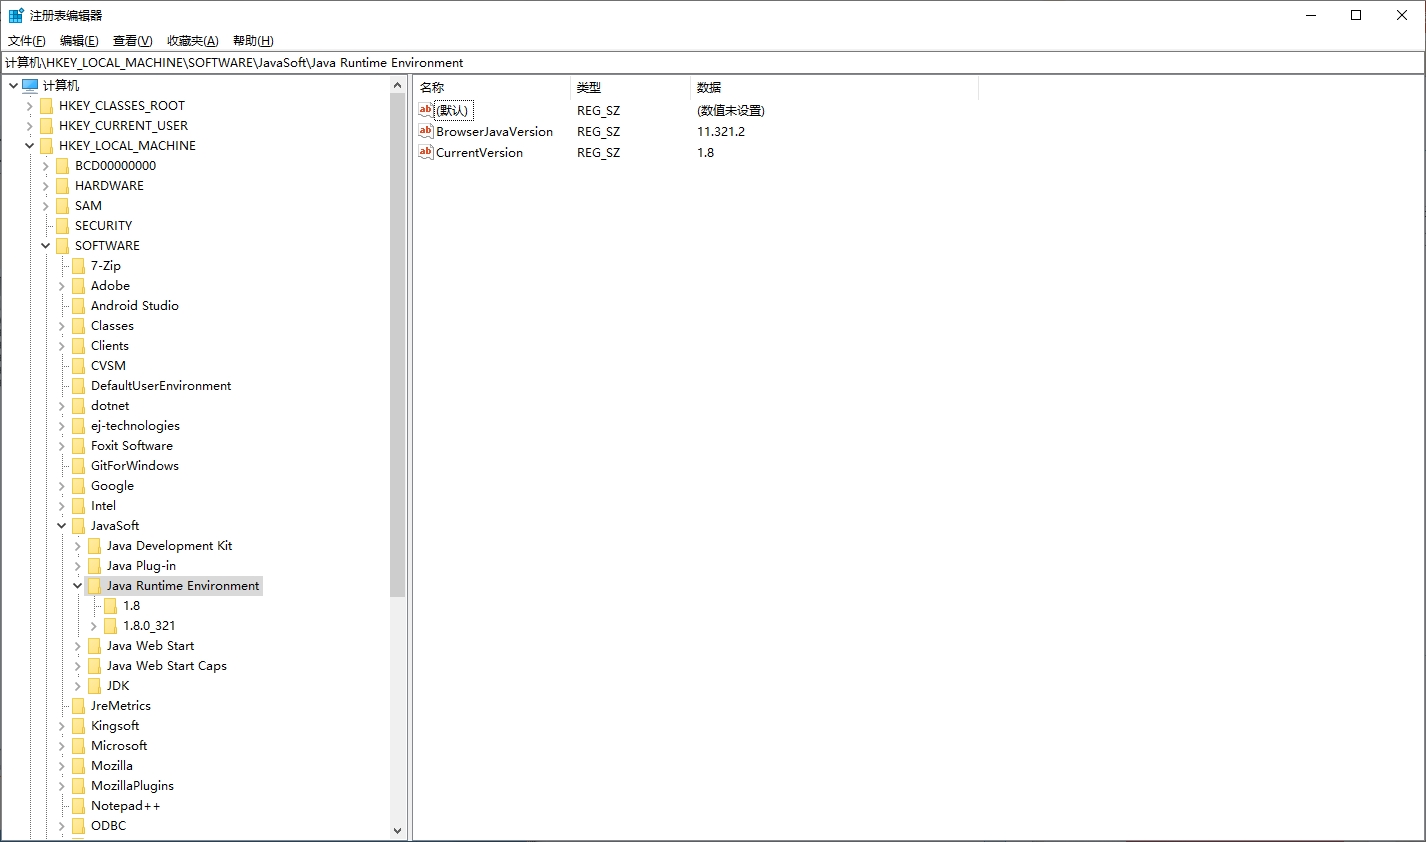 注册表编辑器
文件(F) 编辑(E) 查看(V) 收藏夹(A) 帮助(H)
计算机\HKEY_LOCAL_MACHINE\SOFTWARE\JavaSoft\Java Runtime Environment
计算机
HKEY_CLASSES_ROOT
HKEY_CURRENT_USER
HKEY_LOCAL_MACHINE
BCD00000000
HARDWARE
SAM
SECURITY
SOFTWARE
7-Zip
Adobe
Android Studio
Classes
Clients
CVSM
DefaultUserEnvironment
dotnet
ej-technologies
Foxit Software
GitForWindows
Google
Intel
JavaSoft
Java Development Kit
Java Plug-in
Java Runtime Environment
1.8
1.8.0_321
Java Web Start
Java Web Start Caps
JDK
JreMetrics
Kingsoft
Microsoft
Mozilla
MozillaPlugins
Notepad++
ODBC
名称 类型 数据
ab (默认) REG_SZ (数值未设置)
ab BrowserJavaVersion REG_SZ 11.321.2
ab CurrentVersion REG_SZ 1.8